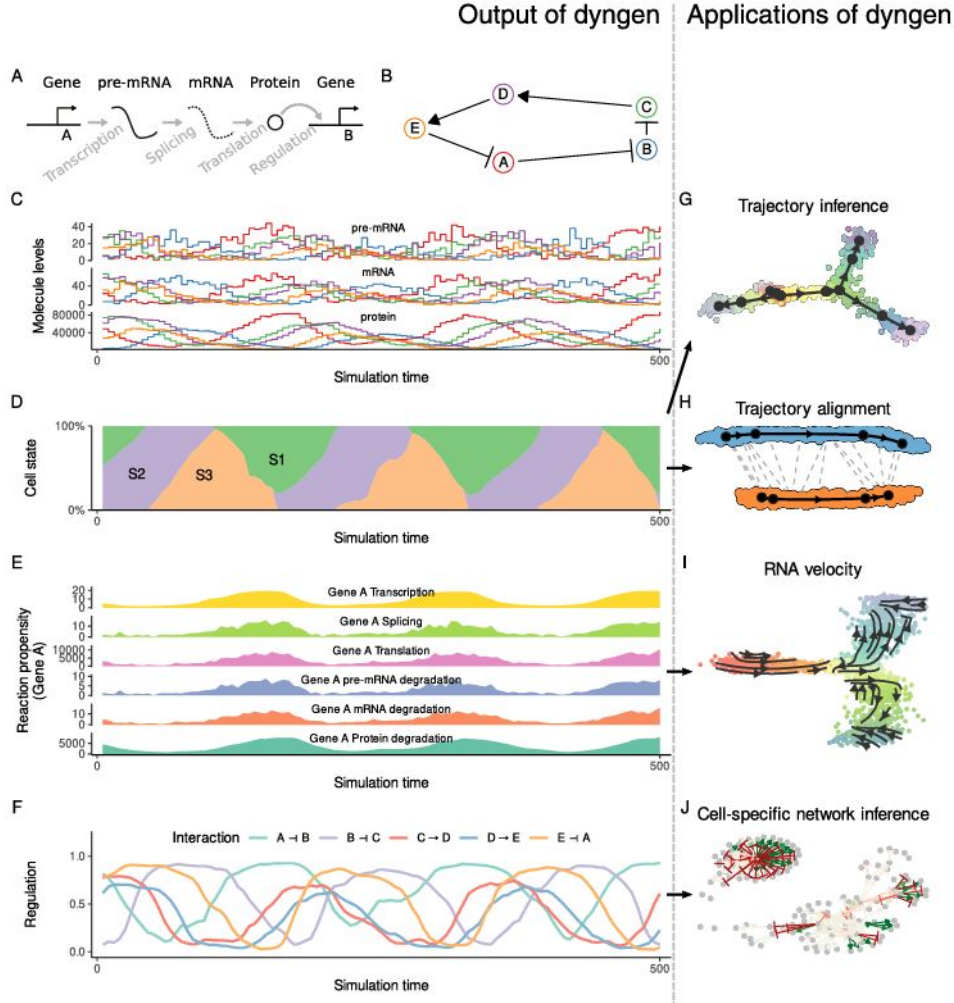 Output of dyngen
Applications of dyngen
A
Gene
pre-mRNA
mRNA
Protein
Gene
A
B
Transcription
Splicing
Translation
Regulation
B
D
E
C
A
B
C
Molecule levels
40
20
0
pre-mRNA
40
0
mRNA
80000
40000
protein
0
500
Simulation time
D
Cell state
100%
0%
S2
S3
S1
0
500
Simulation time
E
Reaction propensity
(Gene A)
20
10
0
Gene A Transcription
10
0
Gene A Splicing
10000
5000
0
Gene A Translation
10
5
0
Gene A pre-mRNA degradation
10
0
Gene A mRNA degradation
5000
0
Gene A Protein degradation
0
500
Simulation time
F
Interaction
A ⊣ B
B ⊣ C
C → D
D → E
E ⊣ A
Regulation
1.0
0.5
0.0
0
500
Simulation time
G
Trajectory inference
H
Trajectory alignment
I
RNA velocity
J
Cell-specific network inference